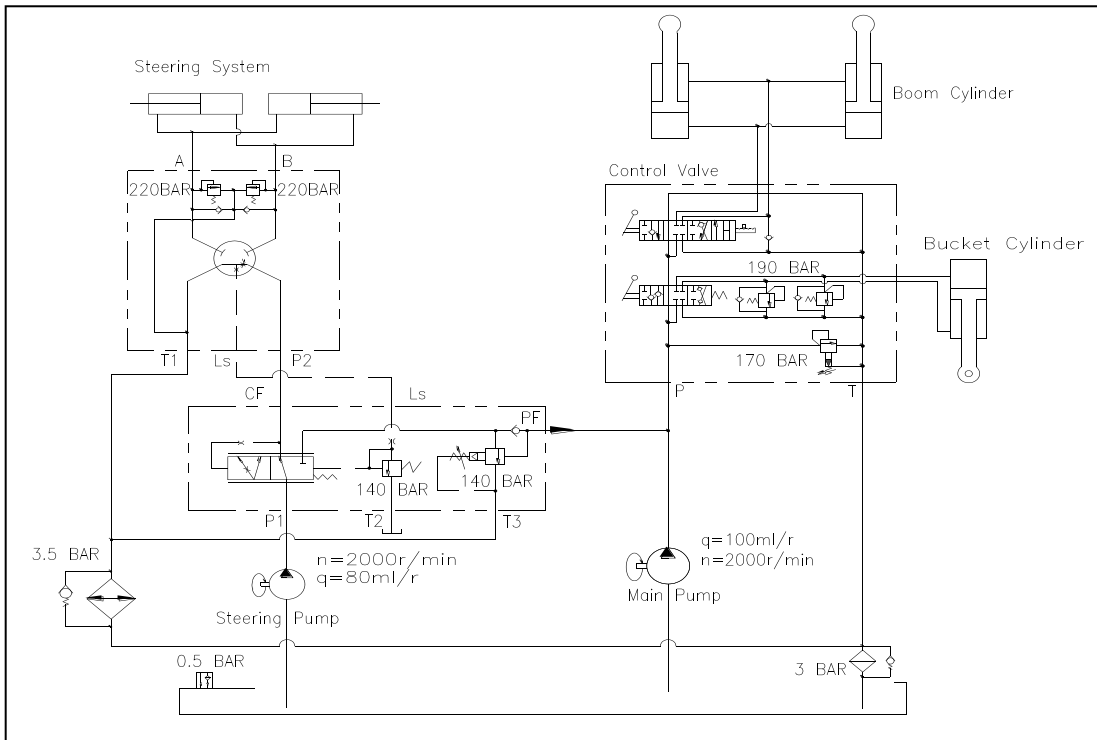 Steering System
Boom Cylinder
A
B
Control Valve
220BAR
220BAR
Bucket Cylinder
190 BAR
T1
Ls
P2
170 BAR
CF
Ls
P
T
PF
140 BAR
140 BAR
P1
T2
T3
3.5 BAR
n=2000r/min
q=80ml/r
q=100ml/r
n=2000r/min
Main Pump
Steering Pump
0.5 BAR
3 BAR